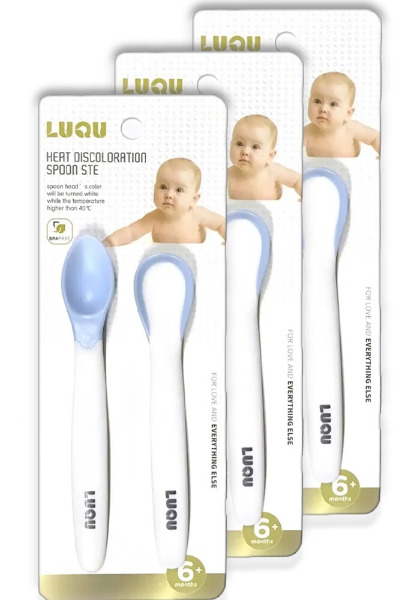 LUQU
LUQU
LUQU
HEAT DISCOLORATION
SPOON STE
spoon head's color
will be turned white
while the temperature
higher than 40℃
BPA FREE
FOR LOVE AND EVERYTHING ELSE
FOR LOVE AND EVERYTHING ELSE
FOR LOVE AND EVERYTHING ELSE
LUQU
LUQU
LUQU
LUQU
6+
months
6+
months
6+
months